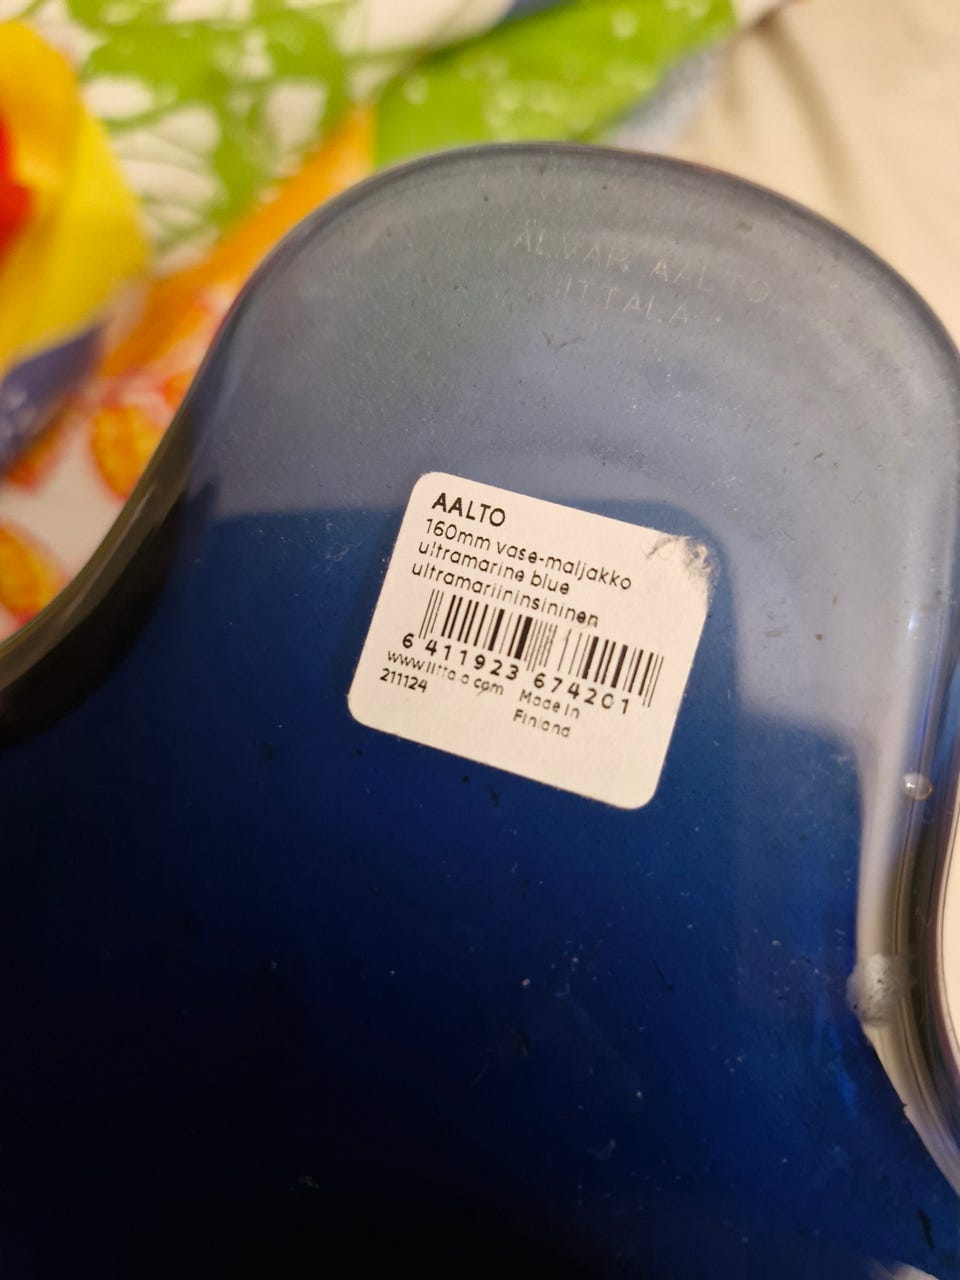 ALVAR AALTO
IITTALA
AALTO
160mm vase-maljakko
ultramarine blue
ultramariininsininen
6 411923 674201
www.iittala.com Made in
211124 Finland